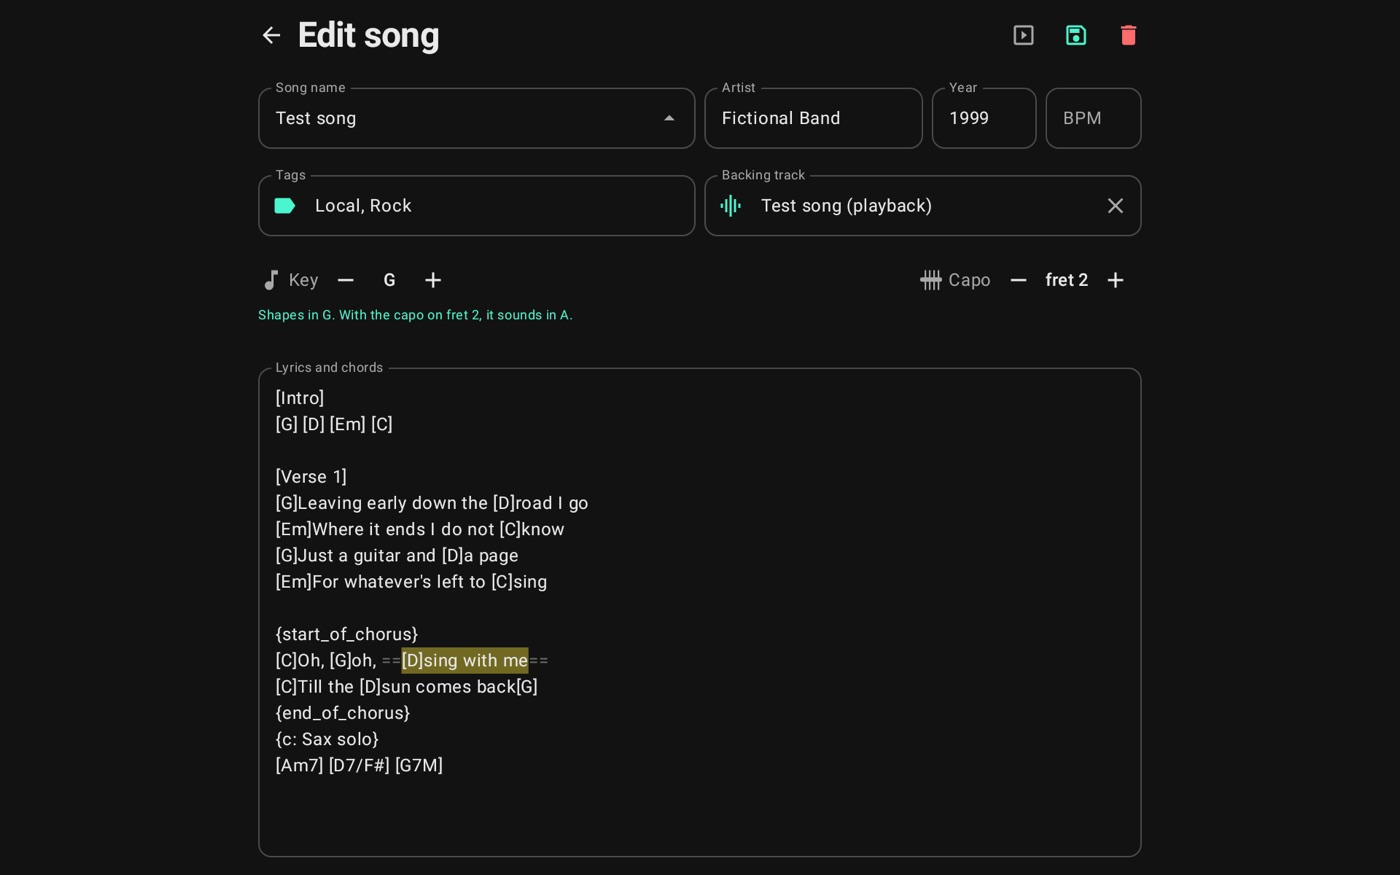 Edit song
Song name
Test song
Artist
Fictional Band
Year
1999
BPM
Tags
Local, Rock
Backing track
Test song (playback)
Key
G
Capo
fret 2
Shapes in G. With the capo on fret 2, it sounds in A.
Lyrics and chords
[Intro]
[G] [D] [Em] [C]
[Verse 1]
[G]Leaving early down the [D]road I go
[Em]Where it ends I do not [C]know
[G]Just a guitar and [D]a page
[Em]For whatever's left to [C]sing
{start_of_chorus}
[C]Oh, [G]oh, ==[D]sing with me==
[C]Till the [D]sun comes back[G]
{end_of_chorus}
{c: Sax solo}
[Am7] [D7/F#] [G7M]